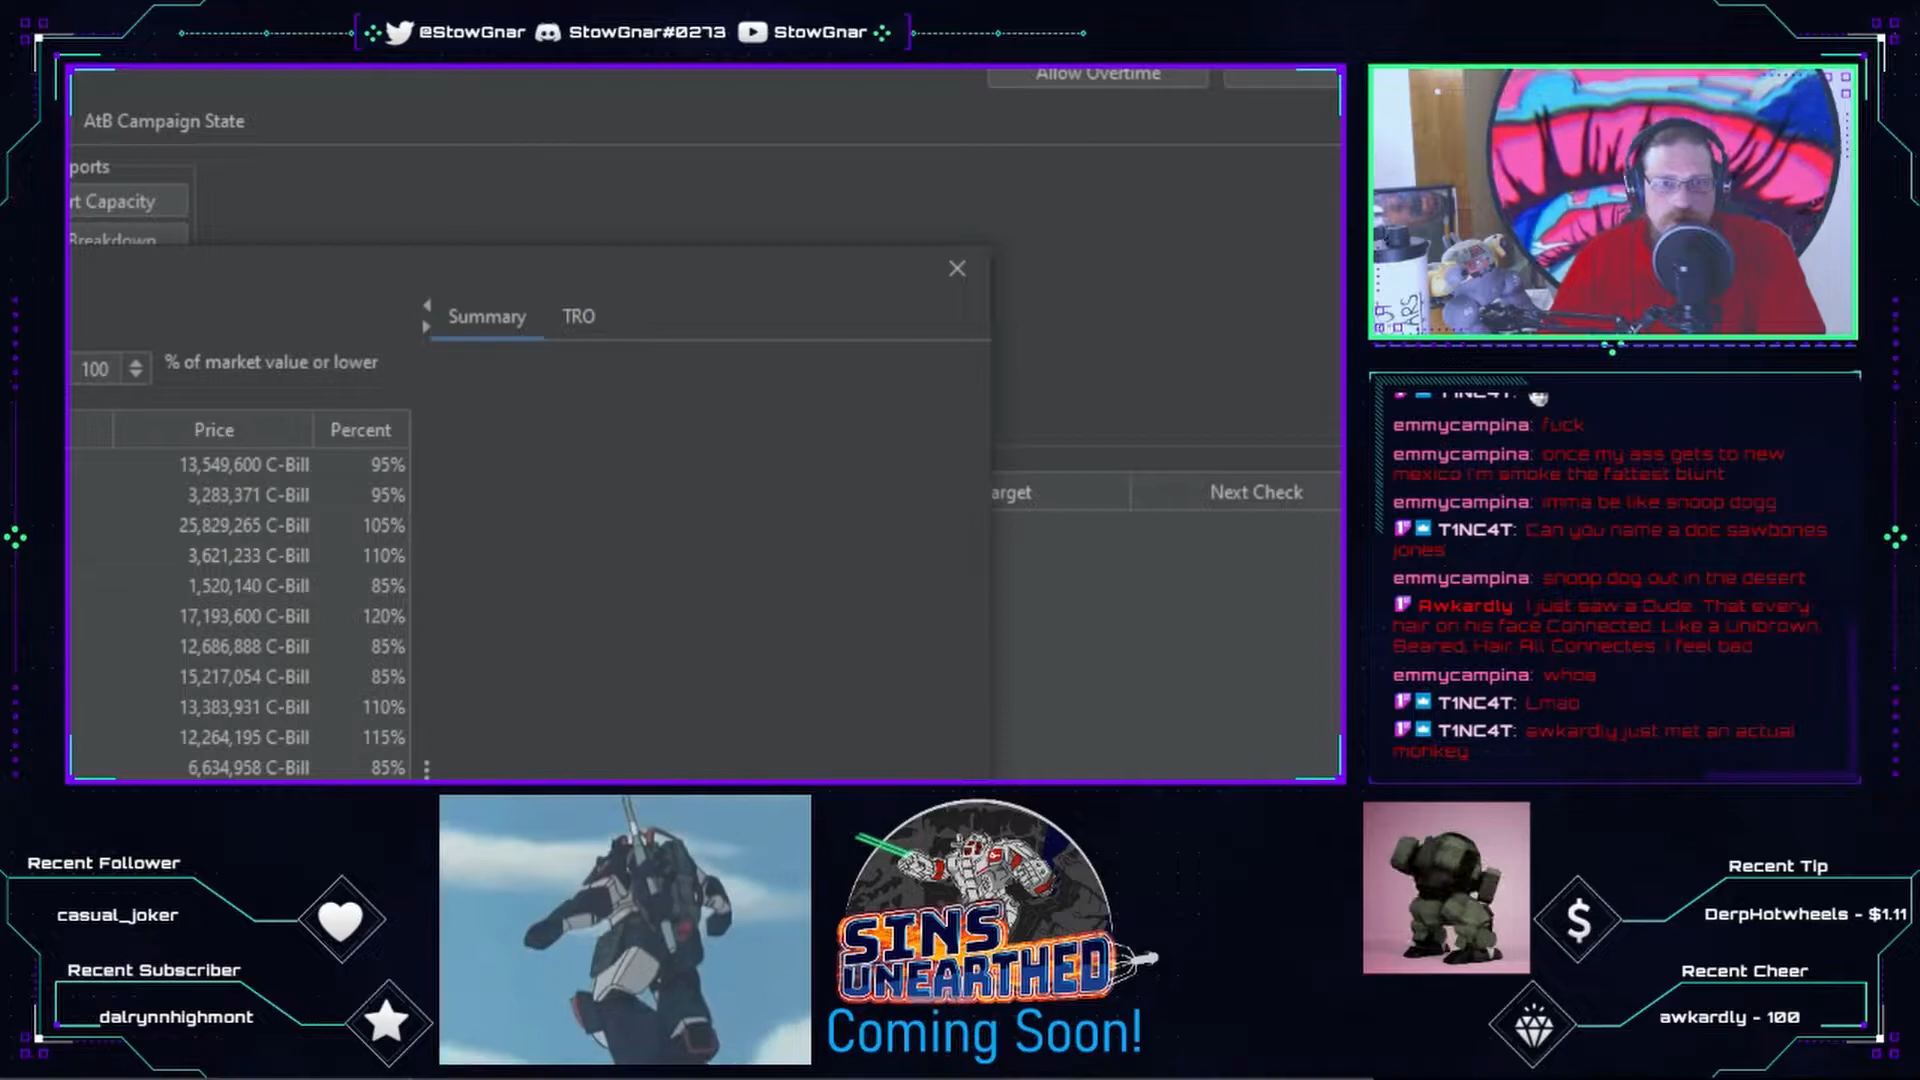 @StowGnar StowGnar#0273 StowGnar
Allow Overtime
AtB Campaign State
ports
rt Capacity
Breakdown
Summary TRO
100 % of market value or lower
Price Percent
13,549,600 C-Bill 95%
3,283,371 C-Bill 95%
25,829,265 C-Bill 105%
3,621,233 C-Bill 110%
1,520,140 C-Bill 85%
17,193,600 C-Bill 120%
12,686,888 C-Bill 85%
15,217,054 C-Bill 85%
13,383,931 C-Bill 110%
12,264,195 C-Bill 115%
6,634,958 C-Bill 85%
arget Next Check
T1NC4T:
emmycampina: fuck
emmycampina: once my ass gets to new
mexico i'm smoke the fattest blunt
emmycampina: imma be like snoop dogg
T1NC4T: Can you name a doc sawbones
jones
emmycampina: snoop dog out in the desert
Awkardly I just saw a Dude. That every
hair on his face Connected. Like a Unibrown,
Beared, Hair All Connectes. I feel bad
emmycampina: whoa
T1NC4T: Lmao
T1NC4T: awkardly just met an actual
monkey
Recent Follower
casual_joker
Recent Subscriber
dalrynnhighmont
SINS
UNEARTHED
Coming Soon!
Recent Tip
DerpHotwheels - $1.11
Recent Cheer
awkardly - 100